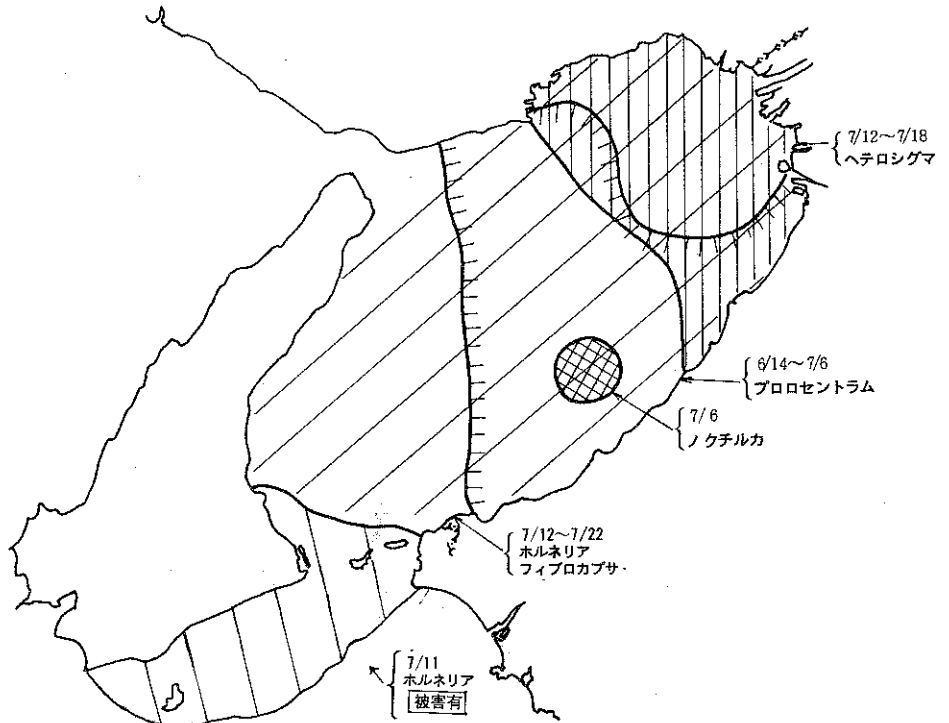 7/12〜7/18
ヘテロシグマ
6/14〜7/6
プロロセントラム
7/6
ノクチルカ
7/12〜7/22
ホルネリア
フィブロカプサ
7/11
ホルネリア
被害有